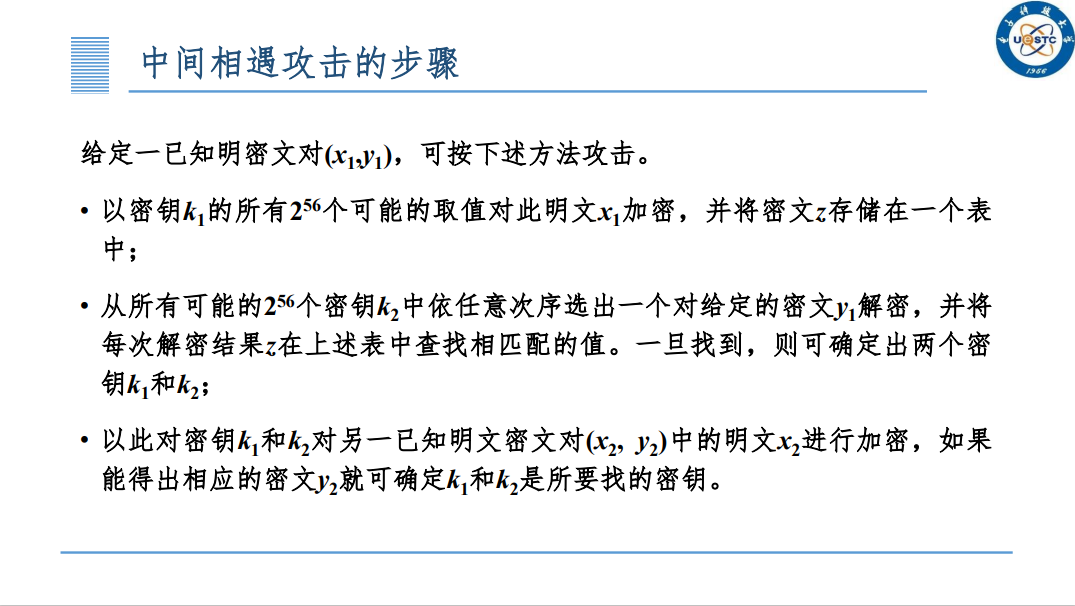 中间相遇攻击的步骤
UESTC
1956
给定一已知明密文对(x₁,y₁)，可按下述方法攻击。
• 以密钥k₁的所有2⁵⁶个可能的取值对此明文x₁加密，并将密文z存储在一个表
中；
• 从所有可能的2⁵⁶个密钥k₂中依任意次序选出一个对给定的密文y₁解密，并将
每次解密结果z在上述表中查找相匹配的值。一旦找到，则可确定出两个密
钥k₁和k₂；
• 以此对密钥k₁和k₂对另一已知明文密文对(x₂, y₂)中的明文x₂进行加密，如果
能得出相应的密文y₂就可确定k₁和k₂是所要找的密钥。